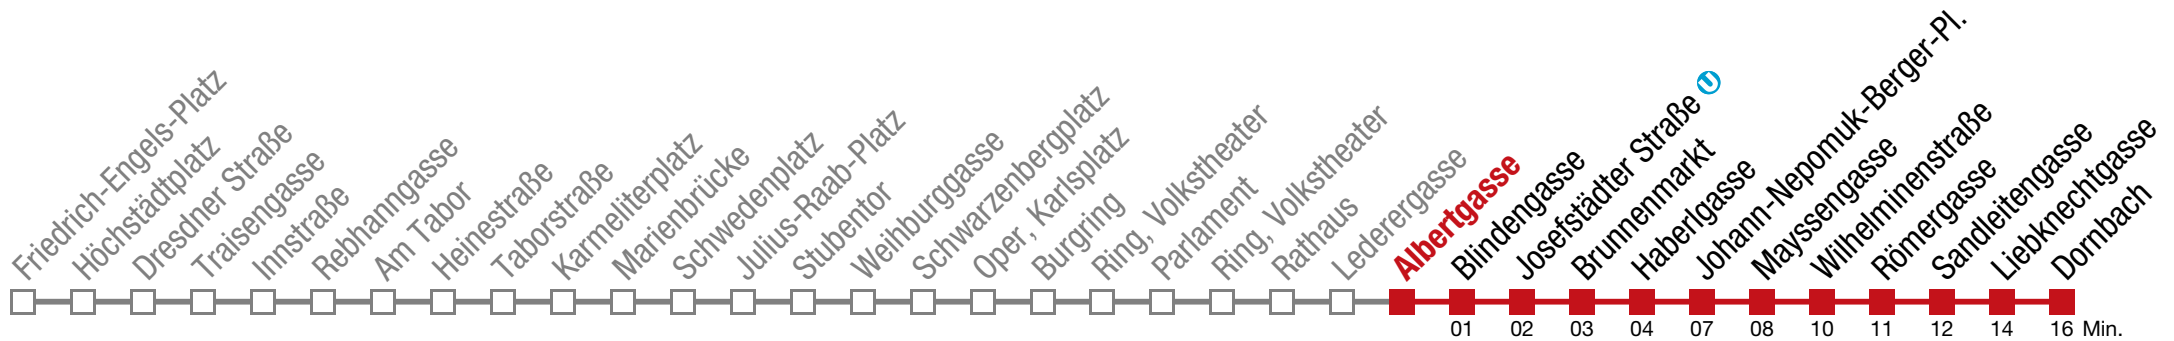 Friedrich-Engels-Platz
Höchstädtplatz
Dresdner Straße
Traisengasse
Innstraße
Rebhanngasse
Am Tabor
Heinestraße
Taborstraße
Karmeliterplatz
Marienbrücke
Schwedenplatz
Julius-Raab-Platz
Stubentor
Weihburggasse
Schwarzenbergplatz
Oper, Karlsplatz
Burgring
Ring, Volkstheater
Parlament
Ring, Volkstheater
Rathaus
Lederergasse
Albertgasse
Blindengasse
Josefstädter Straße U
Brunnenmarkt
Haberlgasse
Johann-Nepomuk-Berger-Pl.
Mayssengasse
Wilhelminenstraße
Römergasse
Sandleitengasse
Liebknechtgasse
Dornbach
01 02 03 04 07 08 10 11 12 14 16 Min.